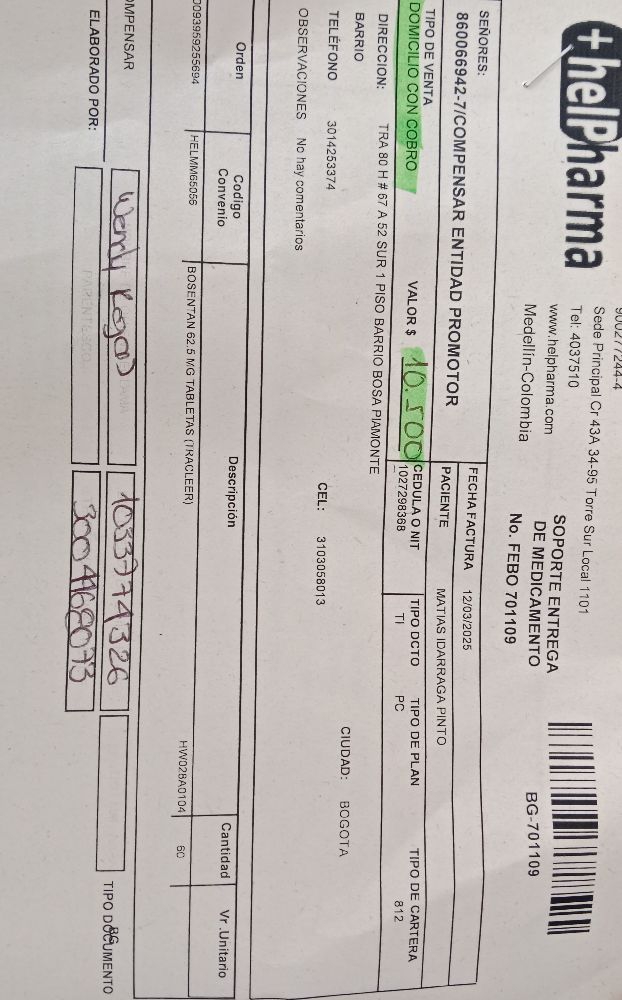 +helPharma
900277244-4
Sede Principal Cr 43A 34-95 Torre Sur Local 1101
Tel: 4037510
www.helpharma.com
Medellín-Colombia
SOPORTE ENTREGA
DE MEDICAMENTO
No. FEBO 701109
BG-701109
SEÑORES:
860066942-7/COMPENSAR ENTIDAD PROMOTOR
FECHA FACTURA 12/03/2025
PACIENTE MATIAS IDARRAGA PINTO
TIPO DE VENTA
DOMICILIO CON COBRO
VALOR $ 10.500
CEDULA O NIT TIPO DCTO TIPO DE PLAN TIPO DE CARTERA
1027298368 TI PC 812
DIRECCION: TRA 80 H # 67 A 52 SUR 1 PISO BARRIO BOSA PIAMONTE
BARRIO CIUDAD: BOGOTA
TELÉFONO 3014253374 CEL: 3103058013
OBSERVACIONES No hay comentarios
Orden Codigo Convenio Descripción Cantidad Vr .Unitario
0093959255694 HELMM65056 BOSENTAN 62.5 MG TABLETAS (TRACLEER) HW028A0104 60
OMPENSAR
Wendy Rojas 1033774326
TIPO DOCUMENTO
ELABORADO POR:
PARENTESCO
3004168073